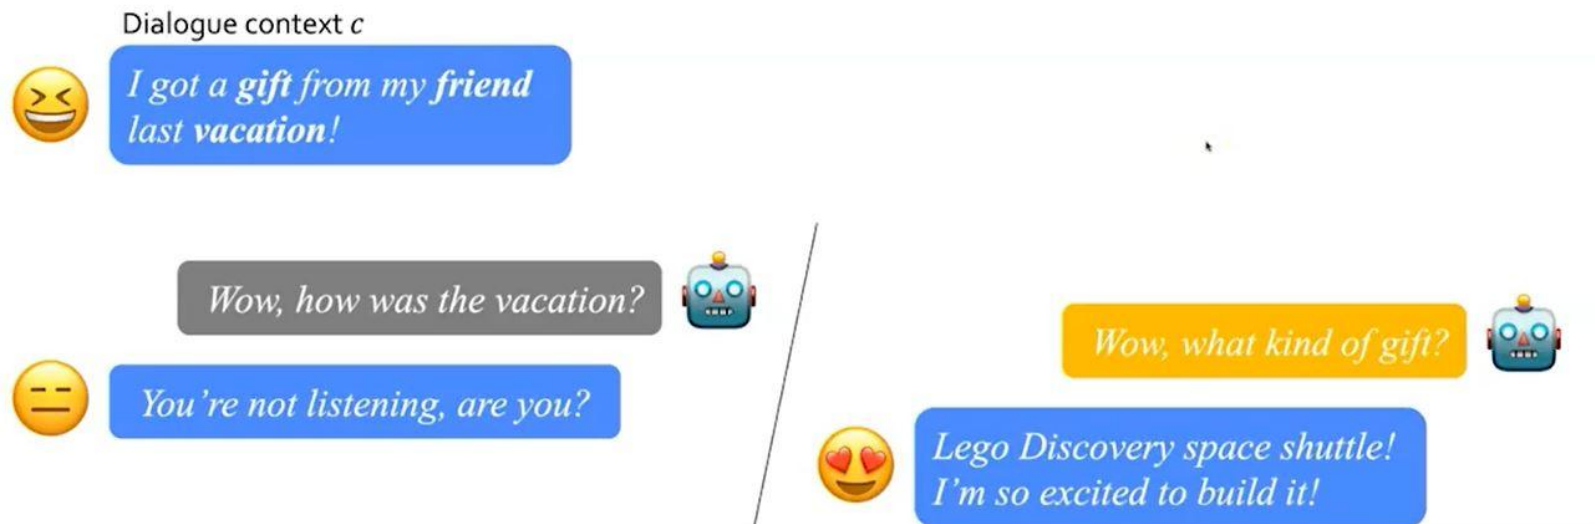 Dialogue context c
I got a gift from my friend
last vacation!
Wow, how was the vacation?
You're not listening, are you?
Wow, what kind of gift?
Lego Discovery space shuttle!
I'm so excited to build it!